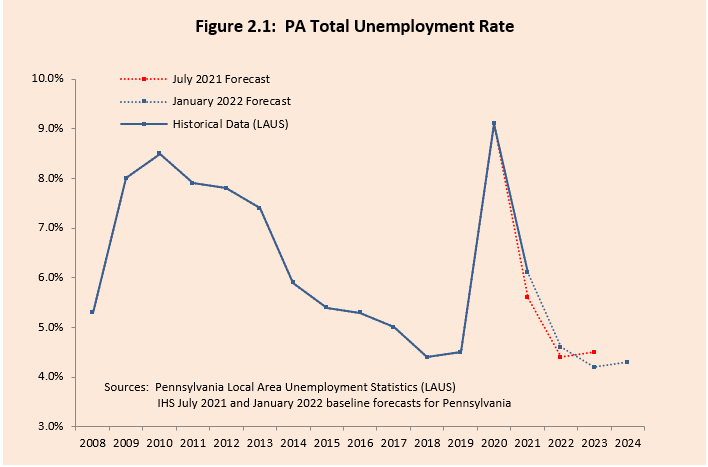 Figure 2.1: PA Total Unemployment Rate
10.0%
9.0%
8.0%
7.0%
6.0%
5.0%
4.0%
3.0%
July 2021 Forecast
January 2022 Forecast
Historical Data (LAUS)
Sources: Pennsylvania Local Area Unemployment Statistics (LAUS)
IHS July 2021 and January 2022 baseline forecasts for Pennsylvania
2008 2009 2010 2011 2012 2013 2014 2015 2016 2017 2018 2019 2020 2021 2022 2023 2024